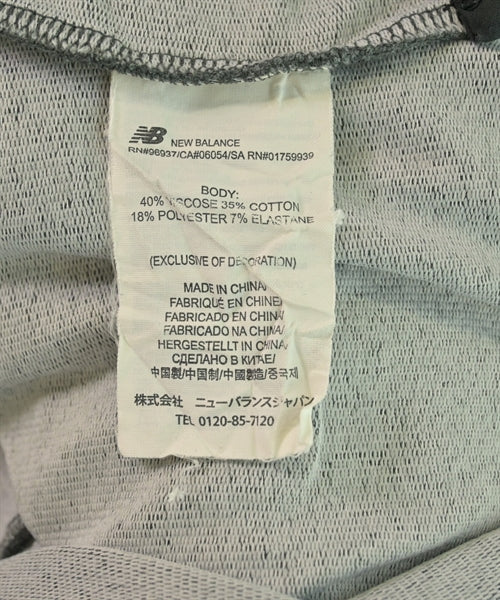 NB NEW BALANCE
RN#96937/CA#06054/SA RN#01759939
BODY:
40% VISCOSE 35% COTTON
18% POLYESTER 7% ELASTANE
(EXCLUSIVE OF DECORATION)
MADE IN CHINA/
FABRIQUÉ EN CHINE/
FABRICADO EN CHINA/
FABRICADO NA CHINA/
HERGESTELLT IN CHINA/
СДЕЛАНО В КИТАЕ/
中国製/中国制/中國製造/중국제
株式会社 ニューバランスジャパン
TEL 0120-85-7120